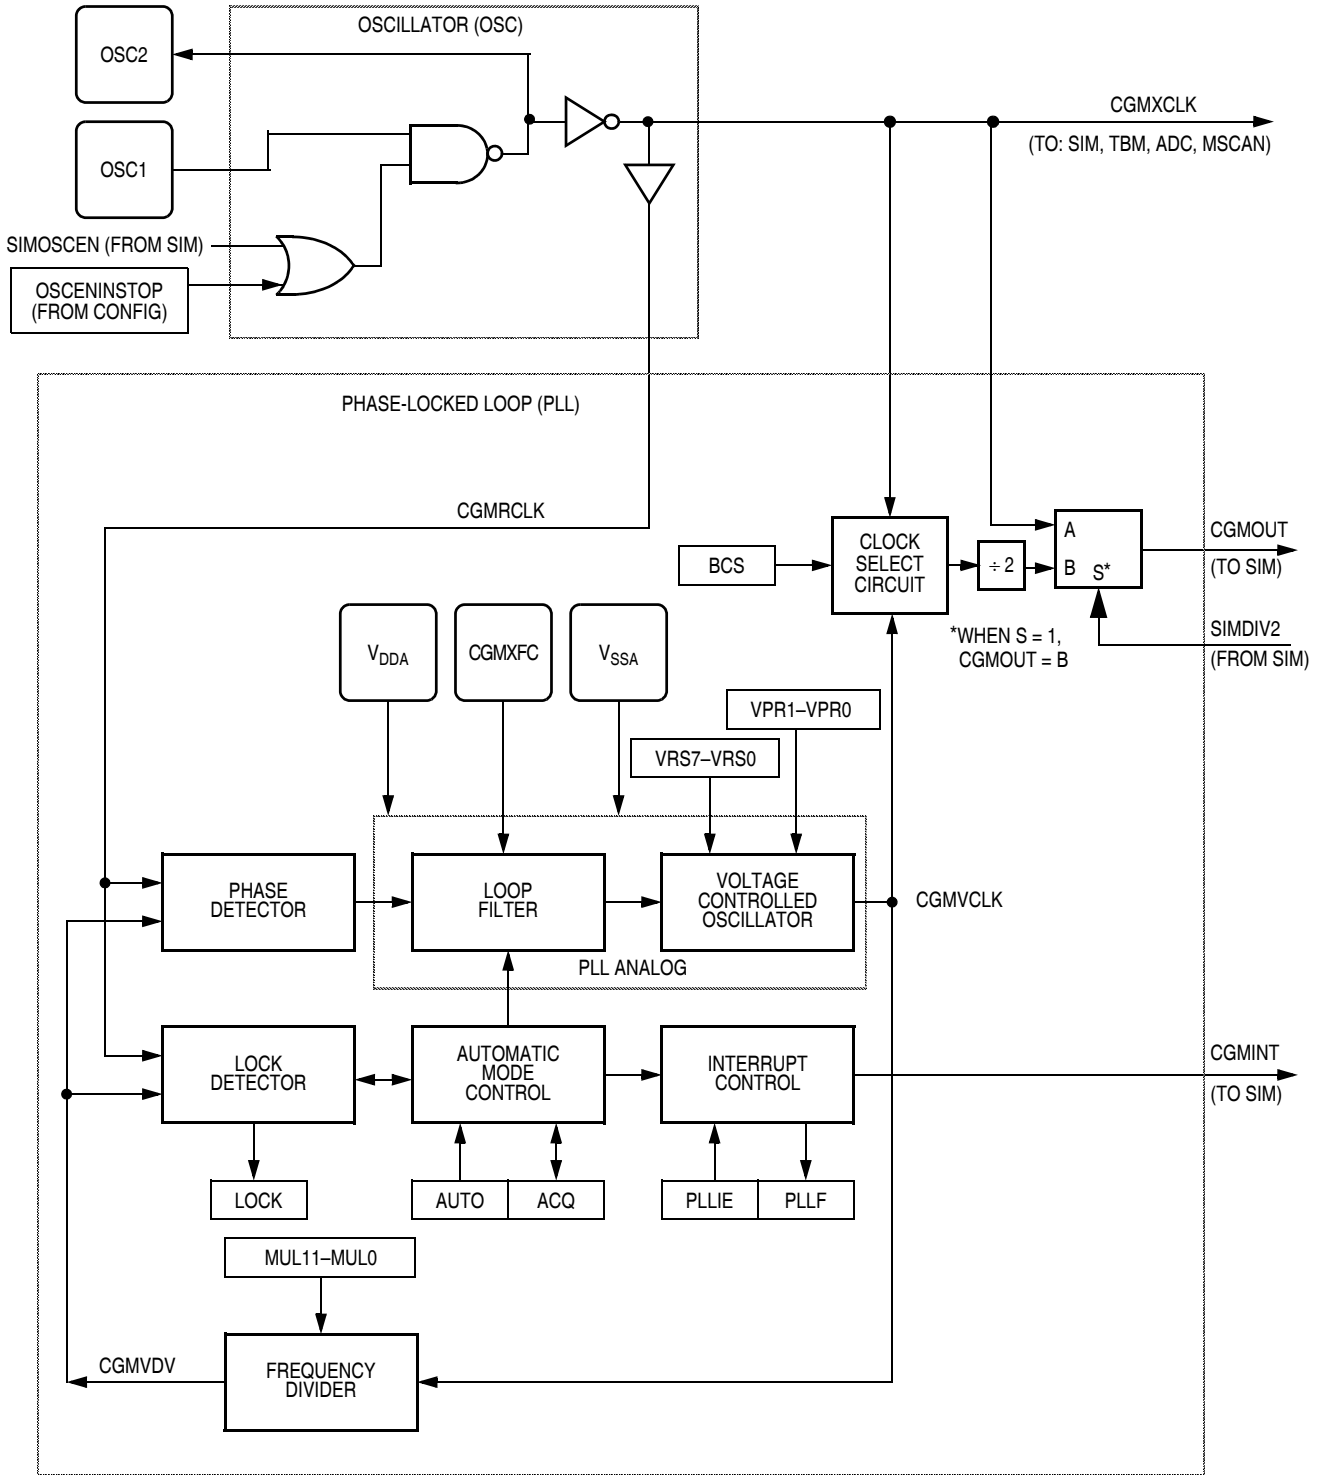 OSCILLATOR (OSC)
OSC2
CGMXCLK
(TO: SIM, TBM, ADC, MSCAN)
OSC1
SIMOSCEN (FROM SIM)
OSCENINSTOP
(FROM CONFIG)
PHASE-LOCKED LOOP (PLL)
CGMRCLK
BCS
CLOCK
SELECT
CIRCUIT
÷ 2
A
B
S*
CGMOUT
(TO SIM)
*WHEN S = 1,
CGMOUT = B
SIMDIV2
(FROM SIM)
VDDA
CGMXFC
VSSA
VPR1–VPR0
VRS7–VRS0
PHASE
DETECTOR
LOOP
FILTER
VOLTAGE
CONTROLLED
OSCILLATOR
CGMVCLK
PLL ANALOG
LOCK
DETECTOR
AUTOMATIC
MODE
CONTROL
INTERRUPT
CONTROL
CGMINT
(TO SIM)
LOCK
AUTO
ACQ
PLLIE
PLLF
MUL11–MUL0
CGMVDV
FREQUENCY
DIVIDER